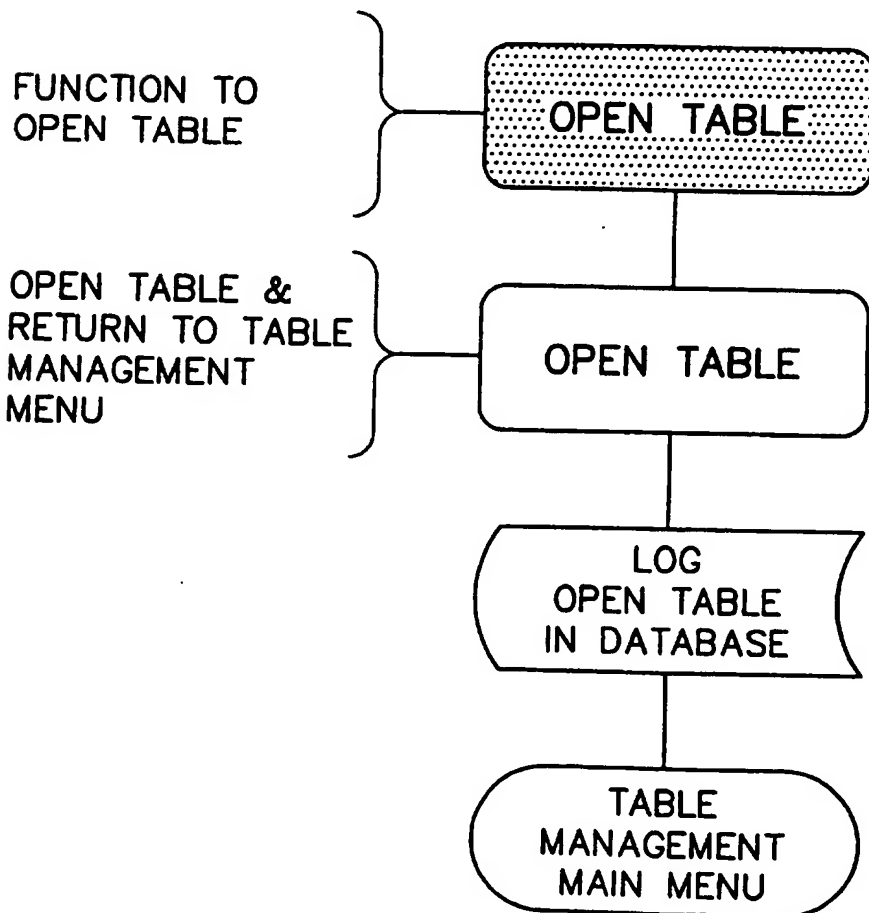 FUNCTION TO
OPEN TABLE
OPEN TABLE
OPEN TABLE &
RETURN TO TABLE
MANAGEMENT
MENU
OPEN TABLE
LOG
OPEN TABLE
IN DATABASE
TABLE
MANAGEMENT
MAIN MENU